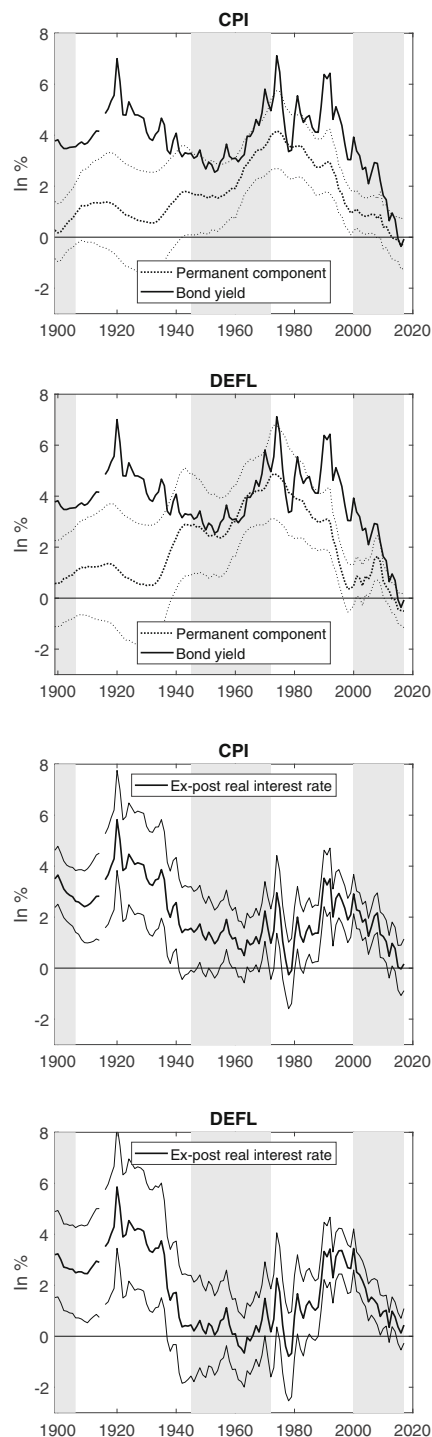 CPI
8
6
4
2
0
-2
In %
Permanent component
Bond yield
1900 1920 1940 1960 1980 2000 2020
DEFL
8
6
4
2
0
-2
In %
Permanent component
Bond yield
1900 1920 1940 1960 1980 2000 2020
CPI
8
6
4
2
0
-2
In %
Ex-post real interest rate
1900 1920 1940 1960 1980 2000 2020
DEFL
8
6
4
2
0
-2
In %
Ex-post real interest rate
1900 1920 1940 1960 1980 2000 2020